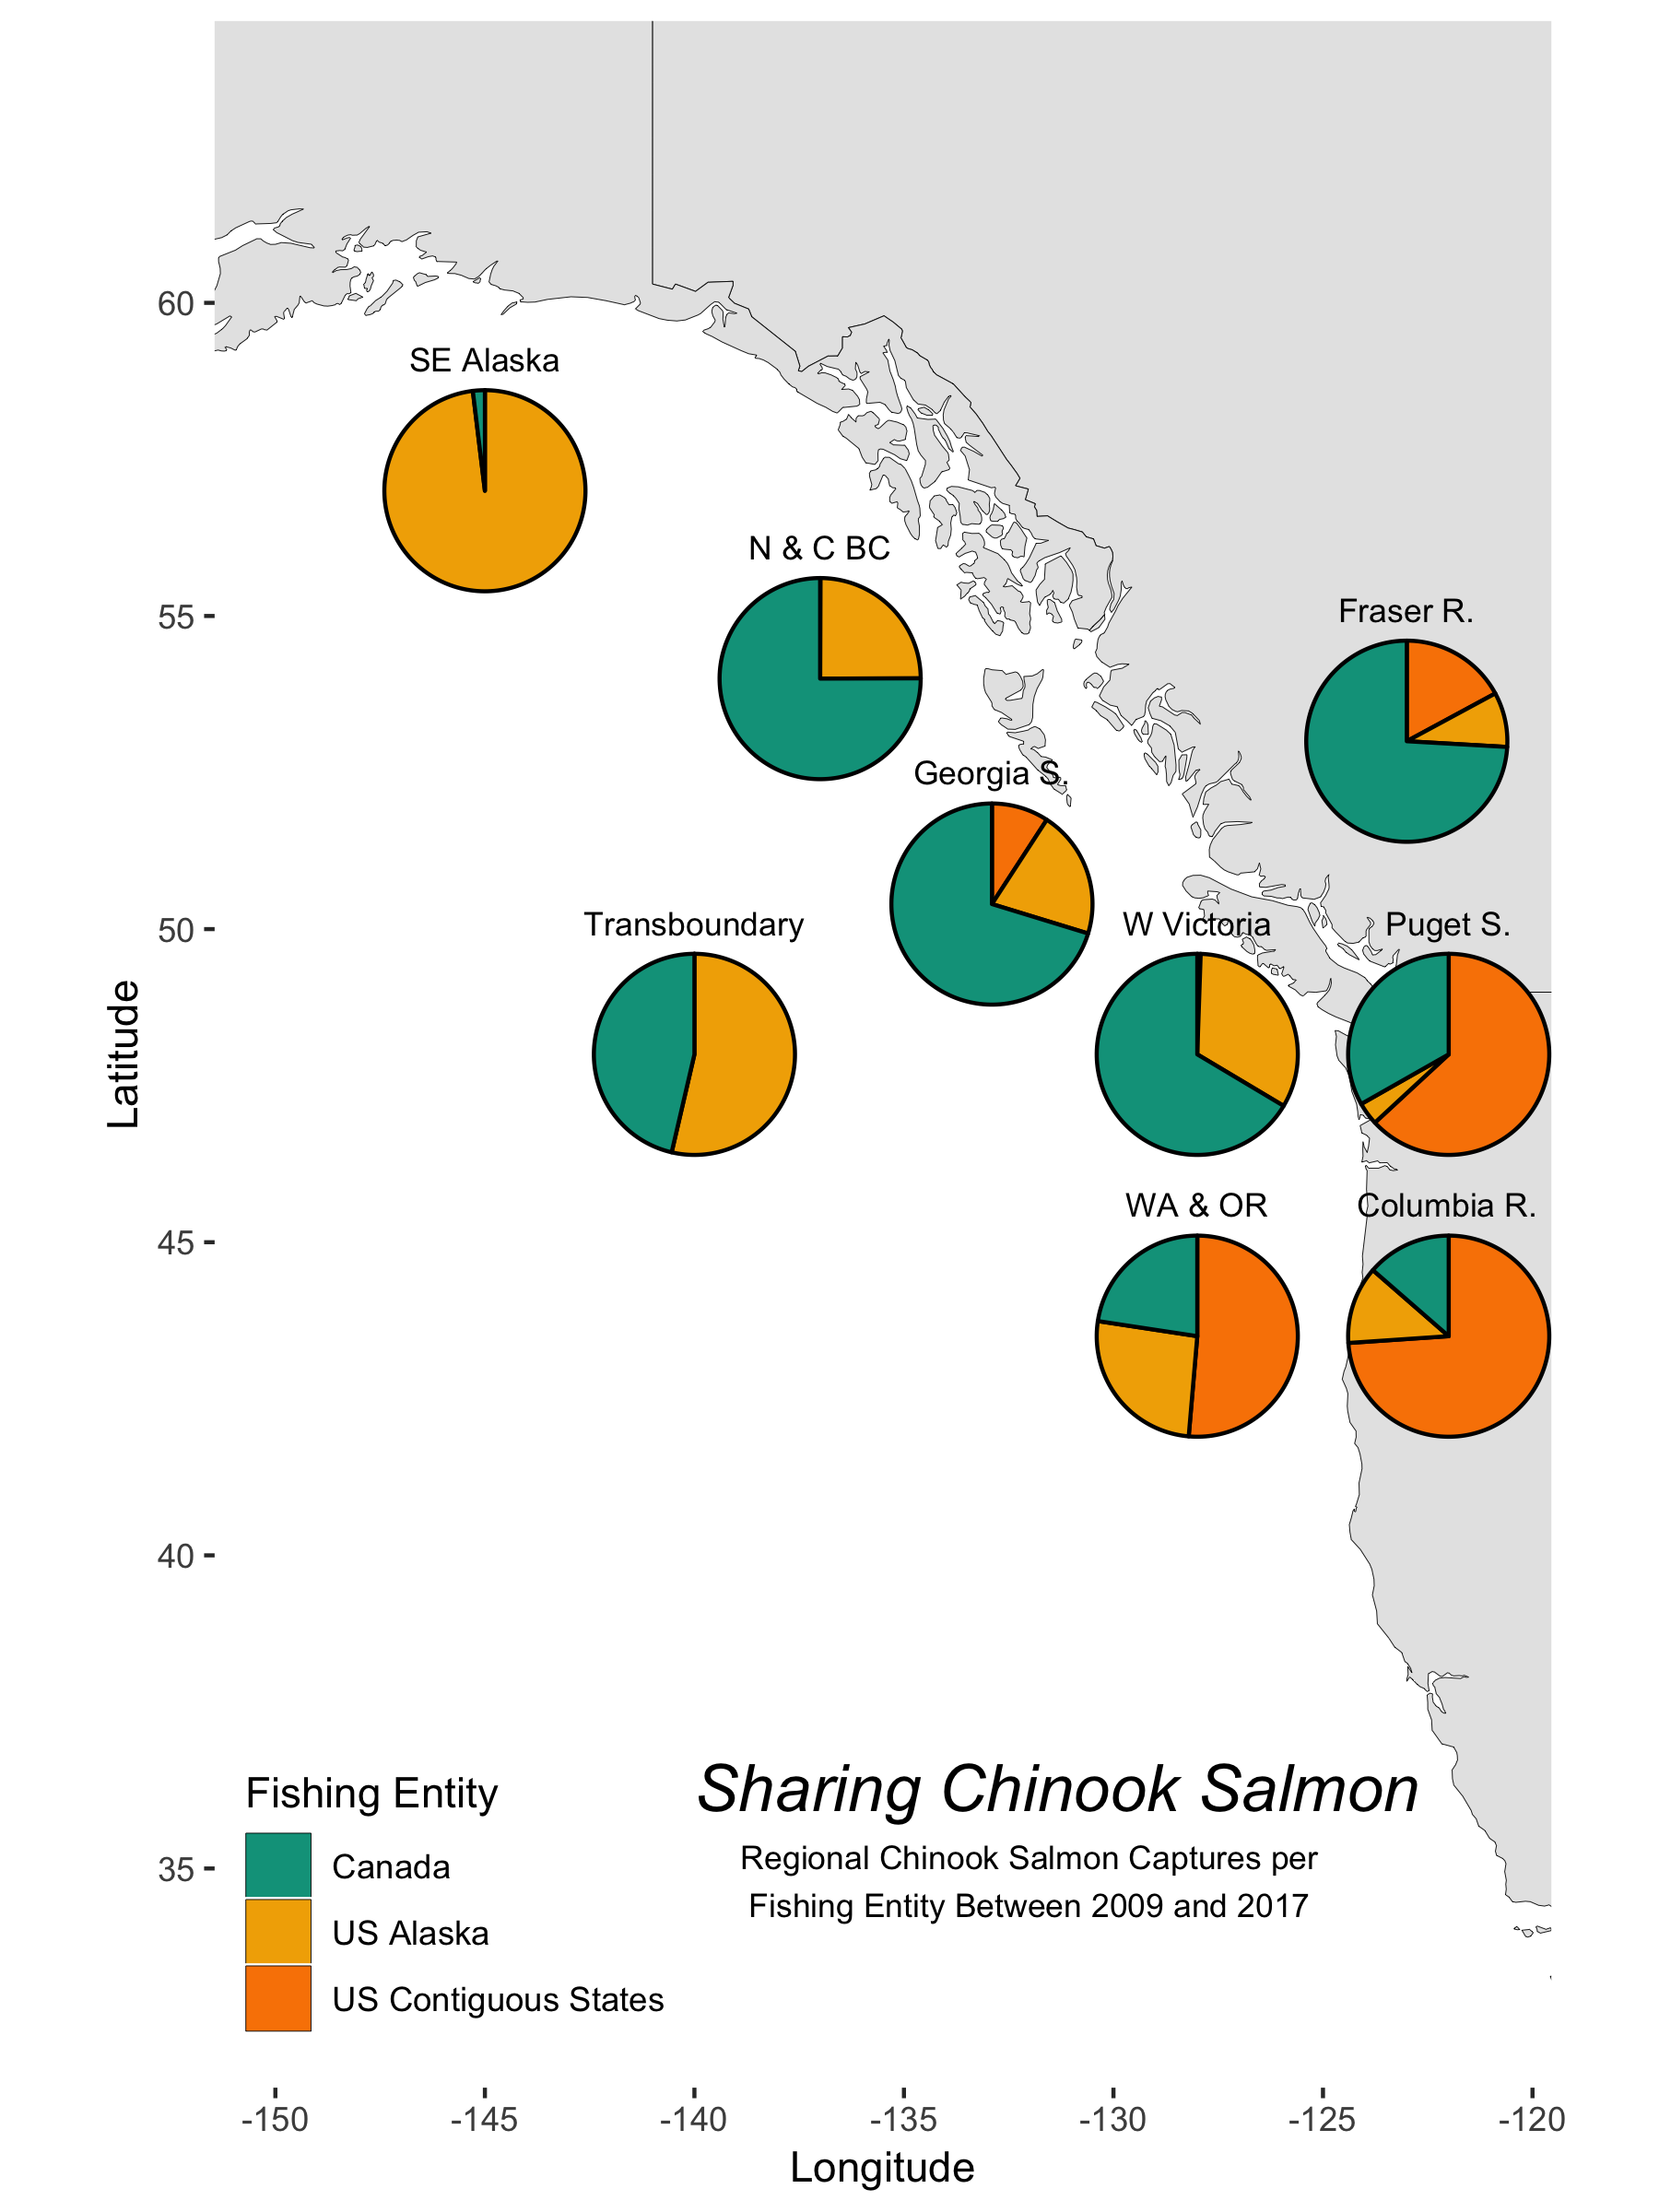 60
SE Alaska
N & C BC
55
Fraser R.
Georgia S.
50
Transboundary
W Victoria
Puget S.
Latitude
WA & OR
Columbia R.
45
40
Sharing Chinook Salmon
Regional Chinook Salmon Captures per
Fishing Entity Between 2009 and 2017
35
Fishing Entity
Canada
US Alaska
US Contiguous States
-150
-145
-140
-135
-130
-125
-120
Longitude